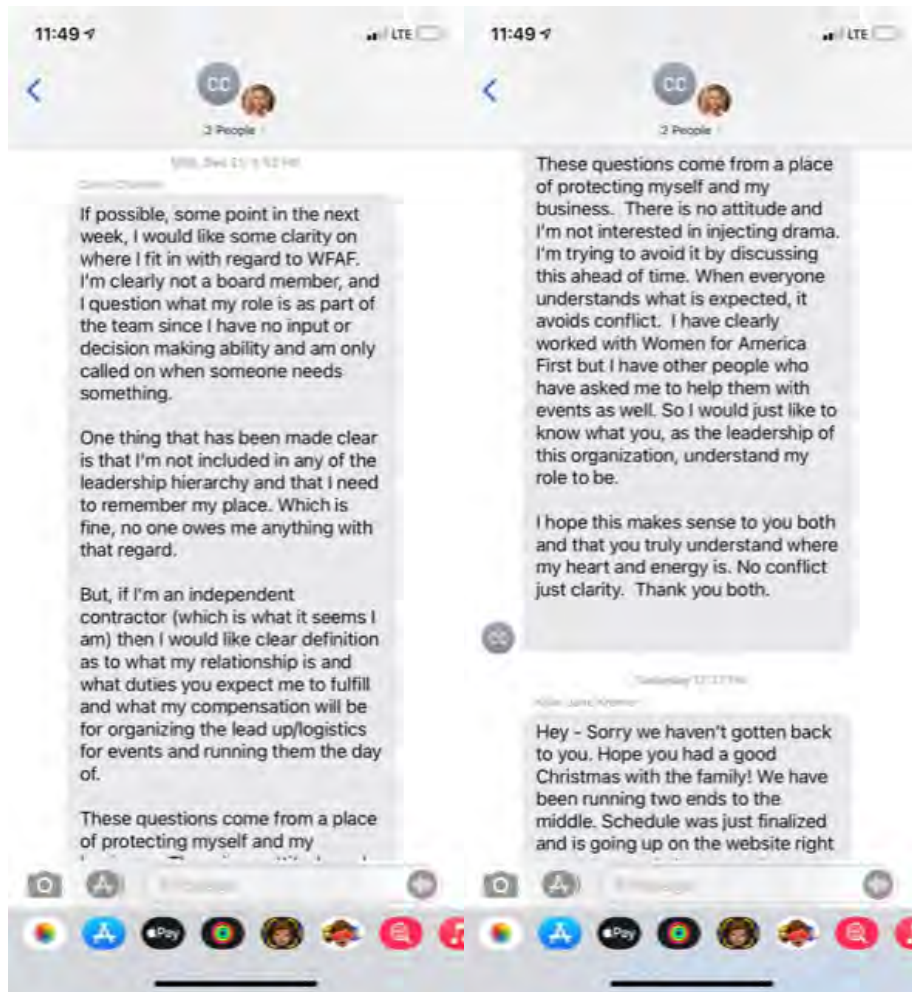 11:49
LTE
CC
2 People
If possible, some point in the next
week, I would like some clarity on
where I fit in with regard to WFAF.
I'm clearly not a board member, and
I question what my role is as part of
the team since I have no input or
decision making ability and am only
called on when someone needs
something.
One thing that has been made clear
is that I'm not included in any of the
leadership hierarchy and that I need
to remember my place. Which is
fine, no one owes me anything with
that regard.
But, if I'm an independent
contractor (which is what it seems I
am) then I would like clear definition
as to what my relationship is and
what duties you expect me to fulfill
and what my compensation will be
for organizing the lead up/logistics
for events and running them the day
of.
These questions come from a place
of protecting myself and my
Pay
11:49
LTE
CC
2 People
These questions come from a place
of protecting myself and my
business.  There is no attitude and
I'm not interested in injecting drama.
I'm trying to avoid it by discussing
this ahead of time. When everyone
understands what is expected, it
avoids conflict.  I have clearly
worked with Women for America
First but I have other people who
have asked me to help them with
events as well. So I would just like to
know what you, as the leadership of
this organization, understand my
role to be.
I hope this makes sense to you both
and that you truly understand where
my heart and energy is. No conflict
just clarity.  Thank you both.
CC
Hey - Sorry we haven't gotten back
to you. Hope you had a good
Christmas with the family! We have
been running two ends to the
middle. Schedule was just finalized
and is going up on the website right
Pay